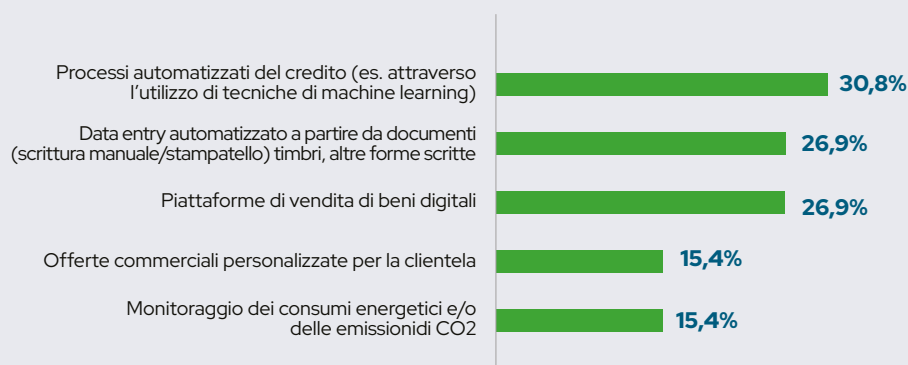 Processi automatizzati del credito (es. attraverso
l'utilizzo di tecniche di machine learning)
30,8%
Data entry automatizzato a partire da documenti
(scrittura manuale/stampatello) timbri, altre forme scritte
26,9%
Piattaforme di vendita di beni digitali
26,9%
Offerte commerciali personalizzate per la clientela
15,4%
Monitoraggio dei consumi energetici e/o
delle emissionidi CO2
15,4%